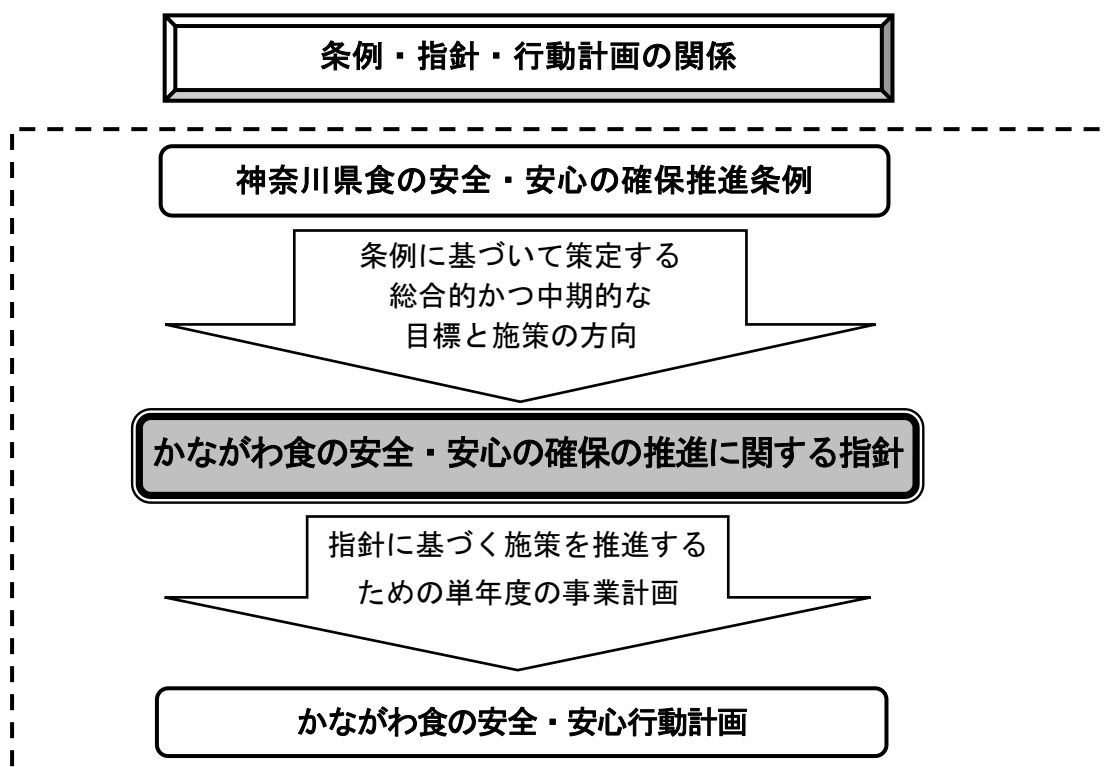 条例・指針・行動計画の関係
神奈川県食の安全・安心の確保推進条例
条例に基づいて策定する
総合的かつ中期的な
目標と施策の方向
かながわ食の安全・安心の確保の推進に関する指針
指針に基づく施策を推進する
ための単年度の事業計画
かながわ食の安全・安心行動計画